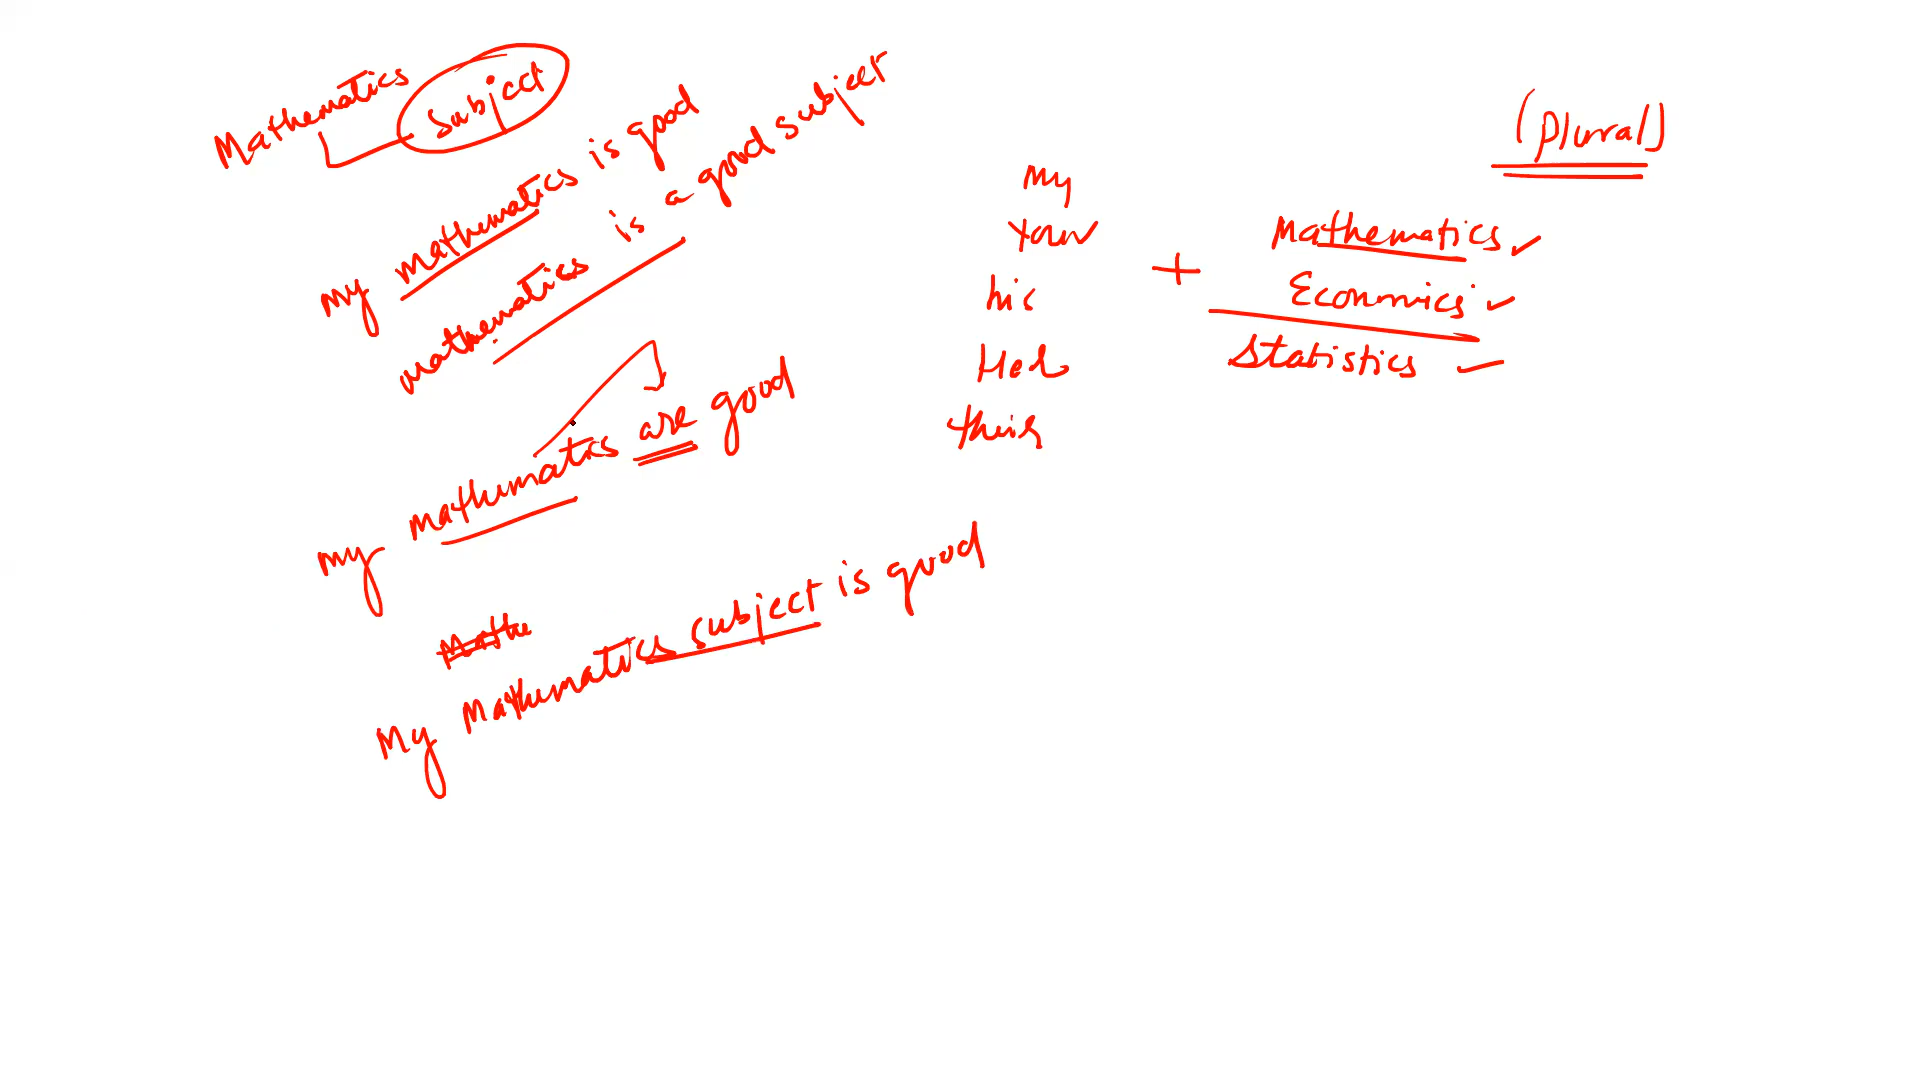 Mathematics subject
my mathematics is good
mathematics is a good subject
my mathematics are good
Mathe
My Mathematics subject is good
(plural)
my
your
his
Her
their
+
Mathematics ✓
Economics ✓
Statistics ✓